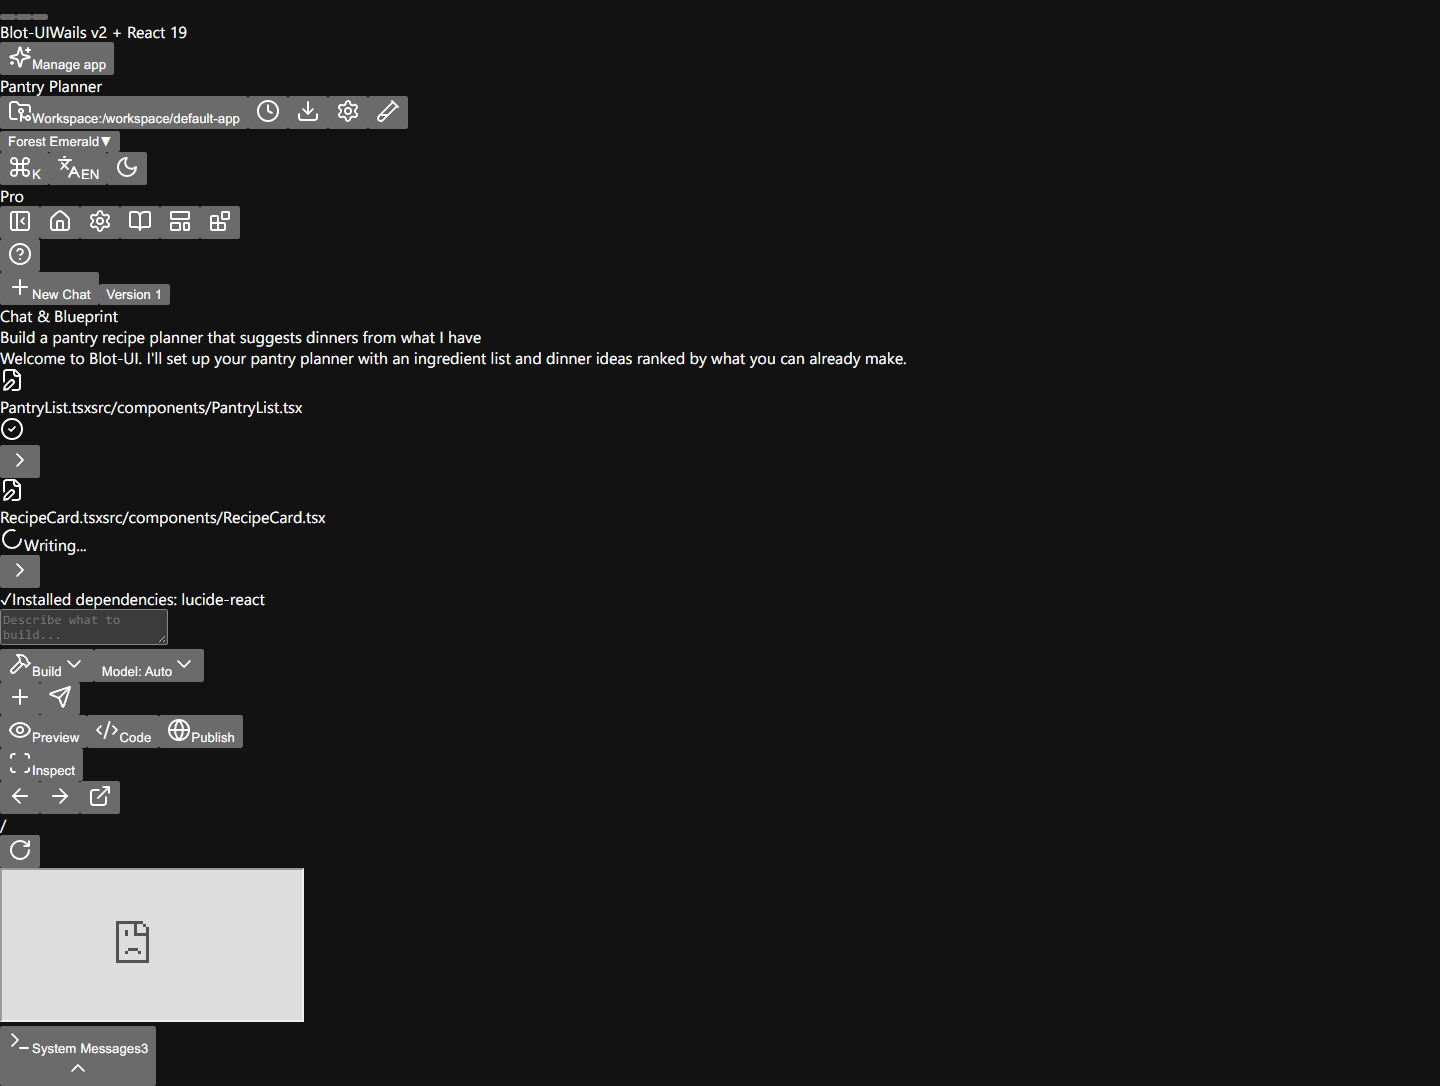 Blot-UIWails v2 + React 19
Manage app
Pantry Planner
Workspace:/workspace/default-app
Forest Emerald▼
K EN
Pro
New Chat Version 1
Chat & Blueprint
Build a pantry recipe planner that suggests dinners from what I have
Welcome to Blot-UI. I'll set up your pantry planner with an ingredient list and dinner ideas ranked by what you can already make.
PantryList.tsxsrc/components/PantryList.tsx
RecipeCard.tsxsrc/components/RecipeCard.tsx
Writing...
✓Installed dependencies: lucide-react
Describe what to
build...
Build Model: Auto
Preview Code Publish
Inspect
/
System Messages3